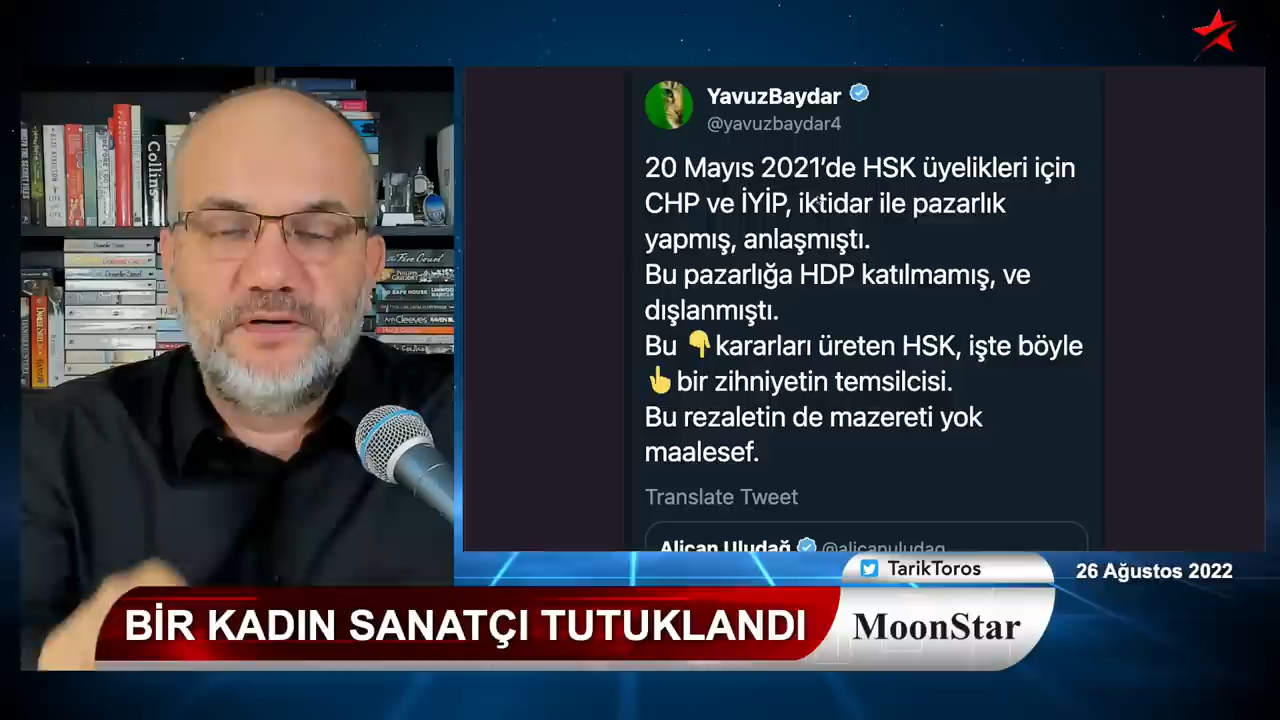 YavuzBaydar
@yavuzbaydar4
20 Mayıs 2021’de HSK üyelikleri için
CHP ve İYİP, iktidar ile pazarlık
yapmış, anlaşmıştı.
Bu pazarlığa HDP katılmamış, ve
dışlanmıştı.
Bu 👇kararları üreten HSK, işte böyle
👆bir zihniyetin temsilcisi.
Bu rezaletin de mazereti yok
maalesef.
Translate Tweet
Alican Uludağ @alicanuludag
TarikToros
26 Ağustos 2022
BİR KADIN SANATÇI TUTUKLANDI
MoonStar
Collins